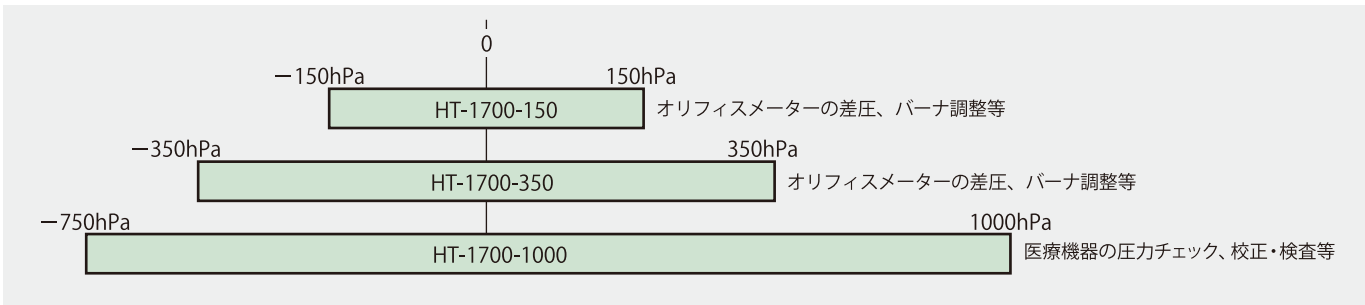 0
－150hPa 150hPa
HT-1700-150 オリフィスメーターの差圧、バーナ調整等
－350hPa 350hPa
HT-1700-350 オリフィスメーターの差圧、バーナ調整等
－750hPa 1000hPa
HT-1700-1000 医療機器の圧力チェック、校正・検査等